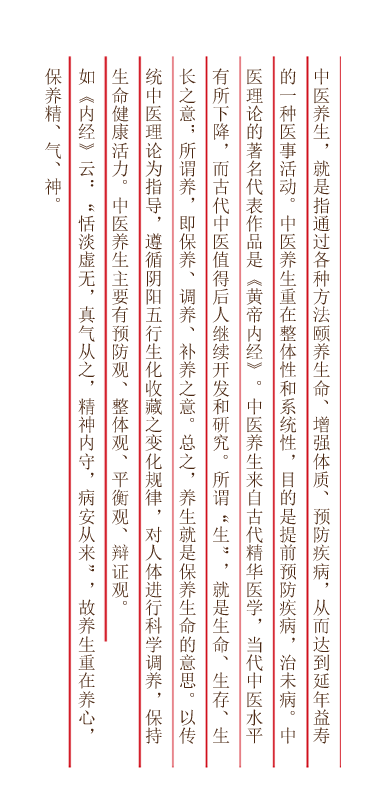 中医养生，就是指通过各种方法颐养生命、增强体质、预防疾病，从而达到延年益寿
的一种医事活动。中医养生重在整体性和系统性，目的是提前预防疾病，治未病。中
医理论的著名代表作品是《黄帝内经》。中医养生来自古代精华医学，当代中医水平
有所下降，而古代中医值得后人继续开发和研究。所谓“生”，就是生命、生存、生
长之意；所谓养，即保养、调养、补养之意。总之，养生就是保养生命的意思。以传
统中医理论为指导，遵循阴阳五行生化收藏之变化规律，对人体进行科学调养，保持
生命健康活力。中医养生主要有预防观、整体观、平衡观、辩证观。
如《内经》云：“恬淡虚无，真气从之，精神内守，病安从来”，故养生重在养心，
保养精、气、神。